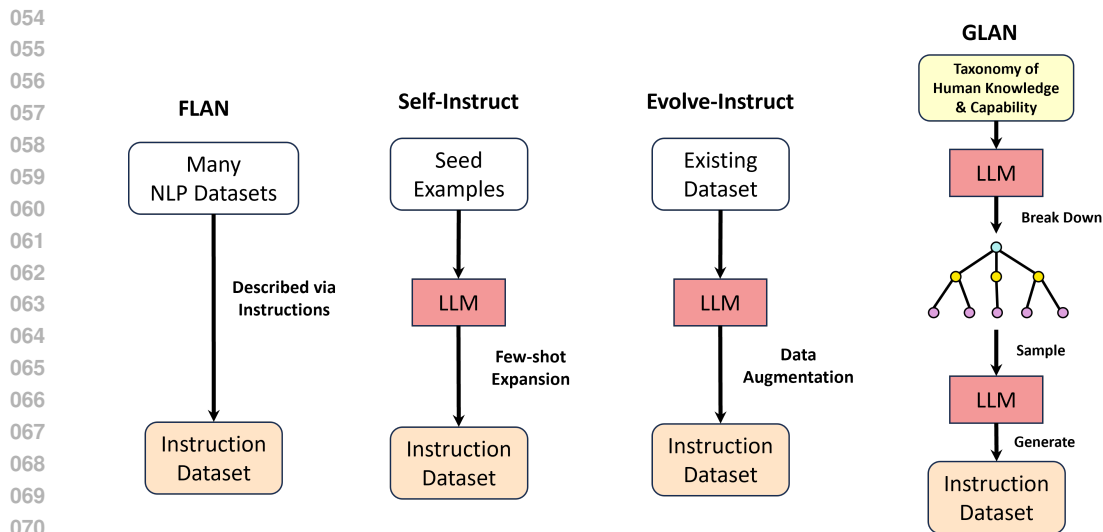 054
055
056
057
058
059
060
061
062
063
064
065
066
067
068
069
070
FLAN
Many
NLP Datasets
Described via
Instructions
Instruction
Dataset
Self-Instruct
Seed
Examples
LLM
Few-shot
Expansion
Instruction
Dataset
Evolve-Instruct
Existing
Dataset
LLM
Data
Augmentation
Instruction
Dataset
GLAN
Taxonomy of
Human Knowledge
& Capability
LLM
Break Down
Sample
LLM
Generate
Instruction
Dataset